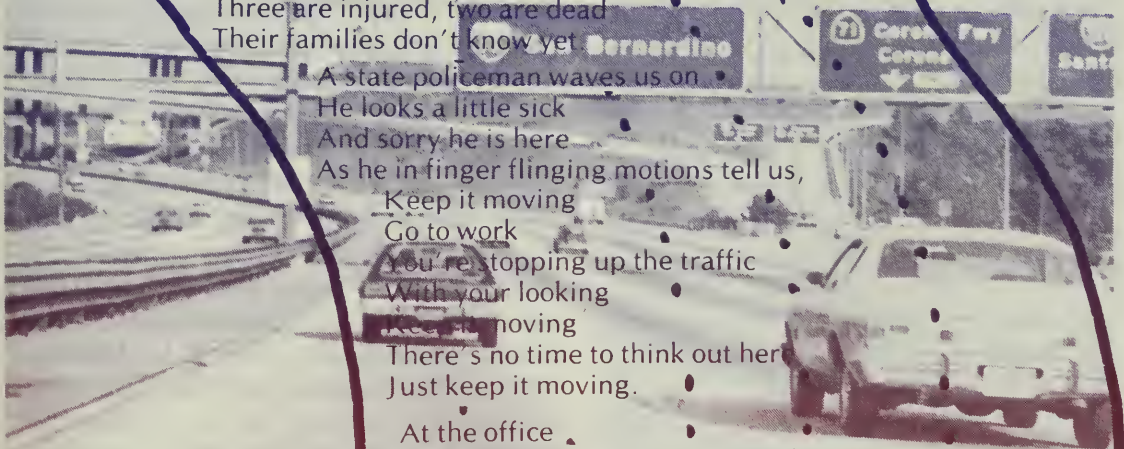 Three are injured, two are dead
Their families don't know yet.
Bernardino
71 Corona Fwy
Corona
A state policeman waves us on
He looks a little sick
And sorry he is here
As he in finger flinging motions tell us,
Keep it moving
Go to work
You're stopping up the traffic
With your looking
Keep it moving
There's no time to think out here
Just keep it moving.
At the office